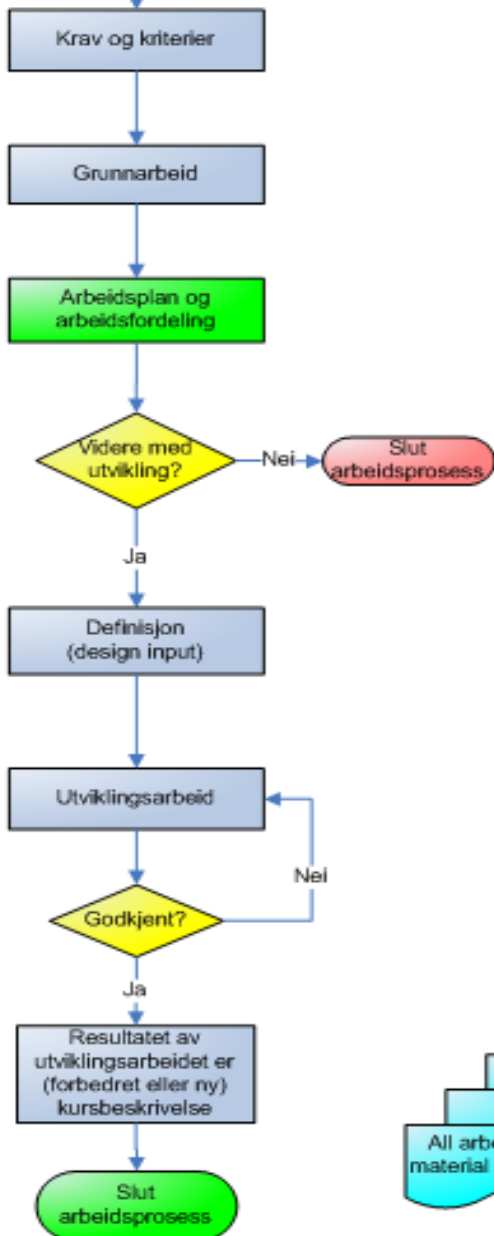 Krav og kriterier
Grunnarbeid
Arbeidsplan og
arbeidsfordeling
Videre med
utvikling?
Nei
Slut
arbeidsprosess
Ja
Definisjon
(design input)
Utviklingsarbeid
Nei
Godkjent?
Ja
Resultatet av
utviklingsarbeidet er
(forbedret eller ny)
kursbeskrivelse
All
material
Slut
arbeidsprosess